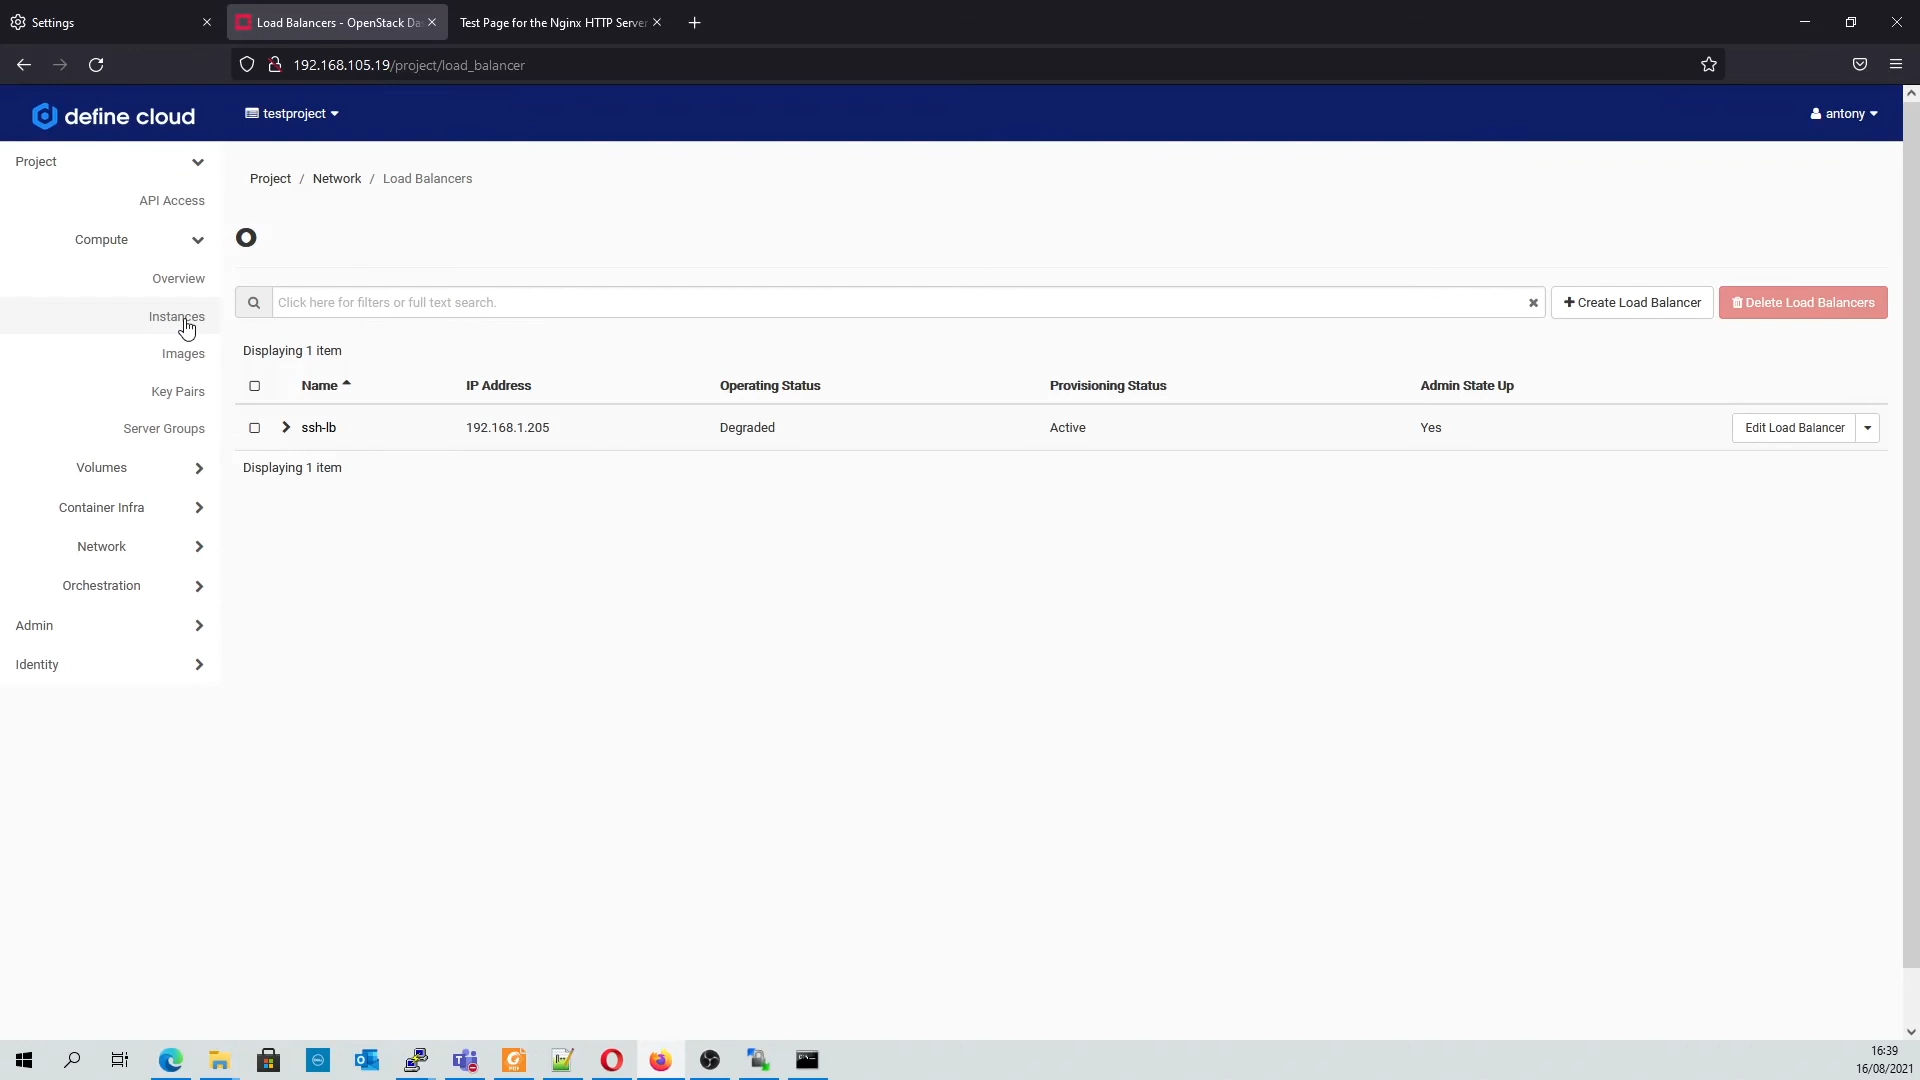 Settings
Load Balancers - OpenStack Da
Test Page for the Nginx HTTP Server
192.168.105.19/project/load_balancer
define cloud
testproject
antony
Project
API Access
Compute
Overview
Instances
Images
Key Pairs
Server Groups
Volumes
Container Infra
Network
Orchestration
Admin
Identity
Project / Network / Load Balancers
Click here for filters or full text search.
Create Load Balancer
Delete Load Balancers
Displaying 1 item
Name IP Address Operating Status Provisioning Status Admin State Up
ssh-lb 192.168.1.205 Degraded Active Yes Edit Load Balancer
Displaying 1 item
16:39
16/08/2021